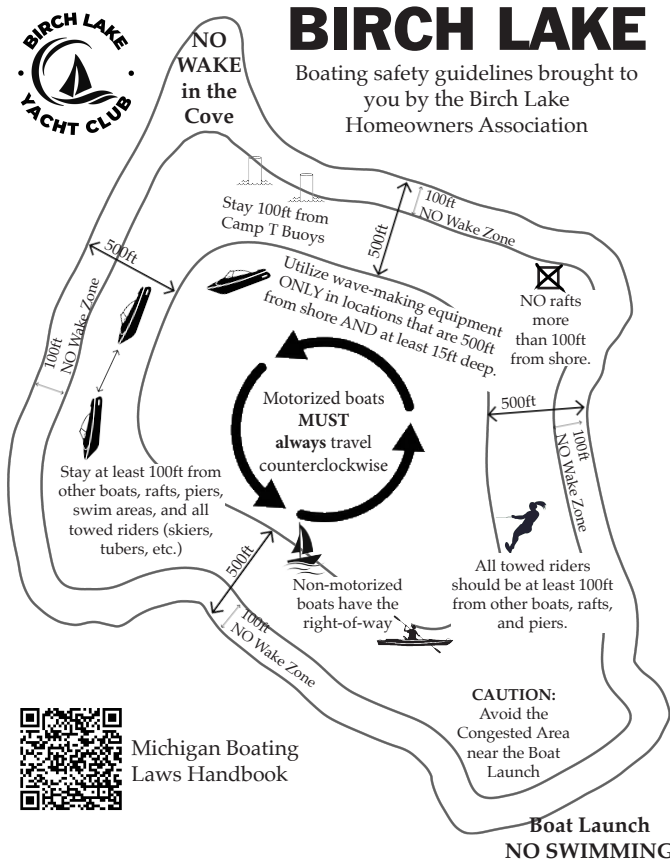 BIRCH LAKE
YACHT CLUB
BIRCH LAKE
Boating safety guidelines brought to
you by the Birch Lake
Homeowners Association
NO
WAKE
in the
Cove
Stay 100ft from
Camp T Buoys
500ft
100ft
NO Wake Zone
500ft
100ft
NO Wake Zone
Utilize wave-making equipment
ONLY in locations that are 500ft
from shore AND at least 15ft deep.
NO rafts
more
than 100ft
from shore.
Motorized boats
MUST
always travel
counterclockwise
500ft
100ft
NO Wake Zone
Stay at least 100ft from
other boats, rafts, piers,
swim areas, and all
towed riders (skiers,
tubers, etc.)
500ft
100ft
NO Wake Zone
Non-motorized
boats have the
right-of-way
All towed riders
should be at least 100ft
from other boats, rafts,
and piers.
CAUTION:
Avoid the
Congested Area
near the Boat
Launch
Michigan Boating
Laws Handbook
Boat Launch
NO SWIMMING